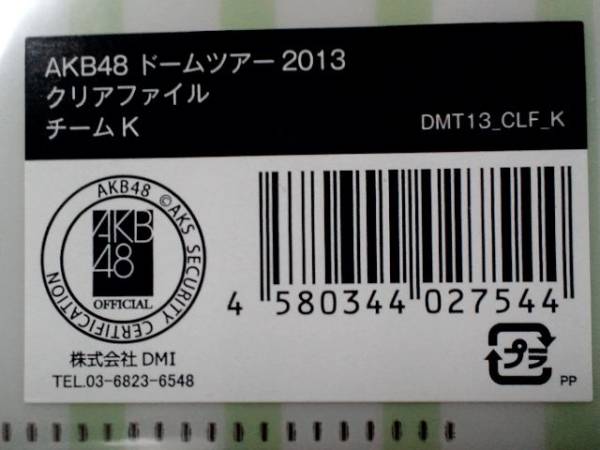 AKB48 ドームツアー 2013
クリアファイル
チーム K
DMT13_CLF_K
AKB48 ©AKS SECURITY CERTIFICATION
AKB
48
OFFICIAL
株式会社 DMI
TEL.03-6823-6548
4 580344 027544
プラ
PP